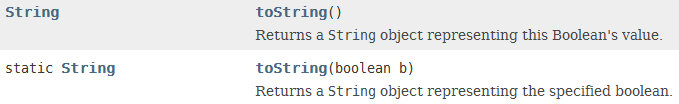 String toString()
Returns a String object representing this Boolean's value.
static String toString(boolean b)
Returns a String object representing the specified boolean.